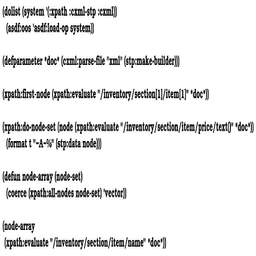 (dolist (system '(:xpath :cxml-stp :cxml))
(asdf:oos 'asdf:load-op system))
(defparameter *doc* (cxml:parse-file "xml" (stp:make-builder)))
(xpath:first-node (xpath:evaluate "/inventory/section[1]/item[1]" *doc*))
(xpath:do-node-set (node (xpath:evaluate "/inventory/section/item/price/text()" *doc*))
(format t "~A~%" (stp:data node)))
(defun node-array (node-set)
(coerce (xpath:all-nodes node-set) 'vector))
(node-array
(xpath:evaluate "/inventory/section/item/name" *doc*))